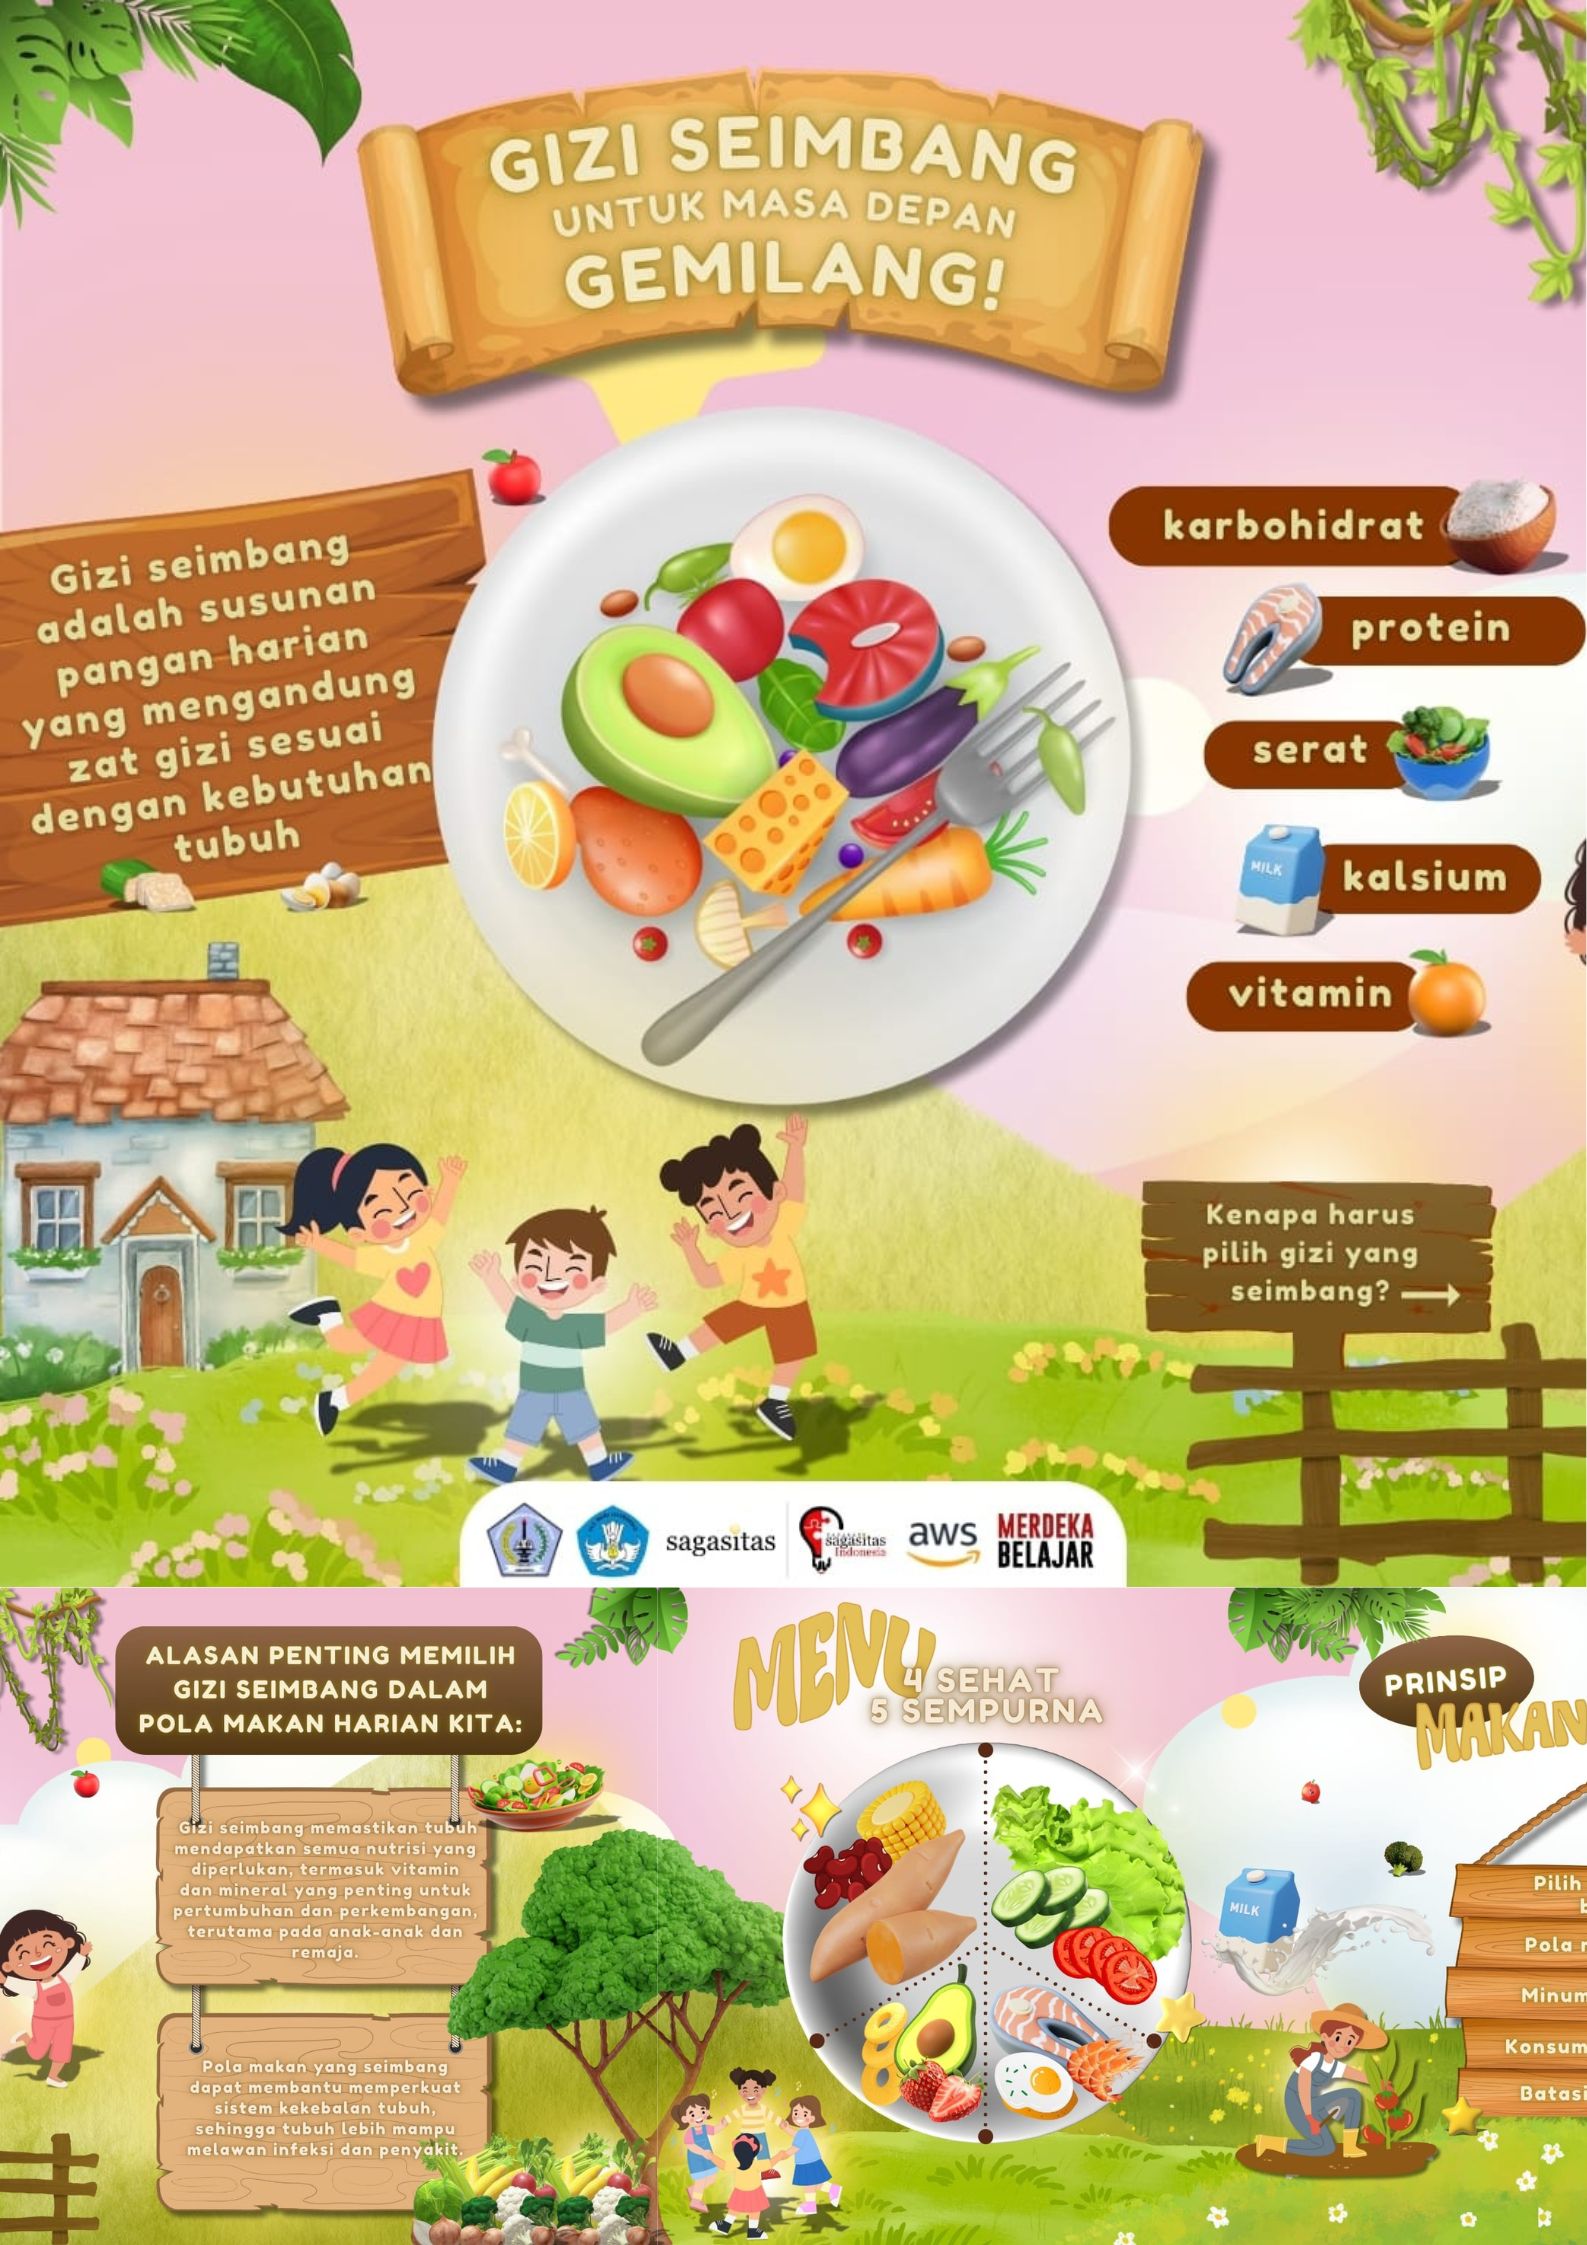 GIZI SEIMBANG
UNTUK MASA DEPAN
GEMILANG!
Gizi seimbang
adalah susunan
pangan harian
yang mengandung
zat gizi sesuai
dengan kebutuhan
tubuh
karbohidrat
protein
serat
MILK
kalsium
vitamin
Kenapa harus
pilih gizi yang
seimbang?
sagasitas
sagasitas
Indonesia
aws
MERDEKA
BELAJAR
ALASAN PENTING MEMILIH
GIZI SEIMBANG DALAM
POLA MAKAN HARIAN KITA:
Gizi seimbang memastikan tubuh
mendapatkan semua nutrisi yang
diperlukan, termasuk vitamin
dan mineral yang penting untuk
pertumbuhan dan perkembangan,
terutama pada anak-anak dan
remaja.
Pola makan yang seimbang
dapat membantu memperkuat
sistem kekebalan tubuh,
sehingga tubuh lebih mampu
melawan infeksi dan penyakit.
MENU
4 SEHAT
5 SEMPURNA
MILK
PRINSIP
MAKAN
Pilih
Pola
Minum
Konsum
Batasi